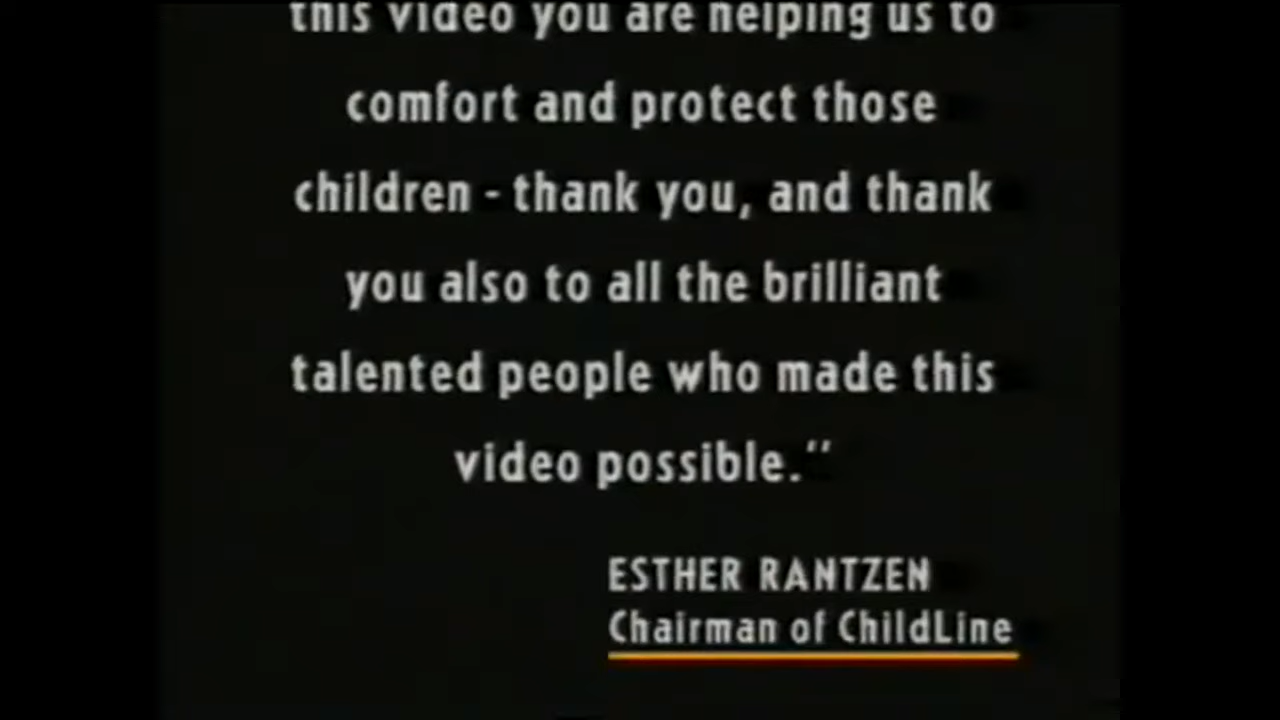 this video you are helping us to
comfort and protect those
children - thank you, and thank
you also to all the brilliant
talented people who made this
video possible.”
ESTHER RANTZEN
Chairman of ChildLine